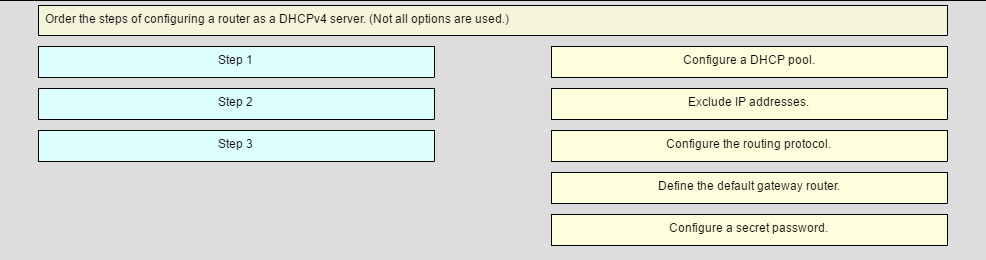 Order the steps of configuring a router as a DHCPv4 server. (Not all options are used.)
Step 1
Configure a DHCP pool.
Step 2
Exclude IP addresses.
Step 3
Configure the routing protocol.
Define the default gateway router.
Configure a secret password.